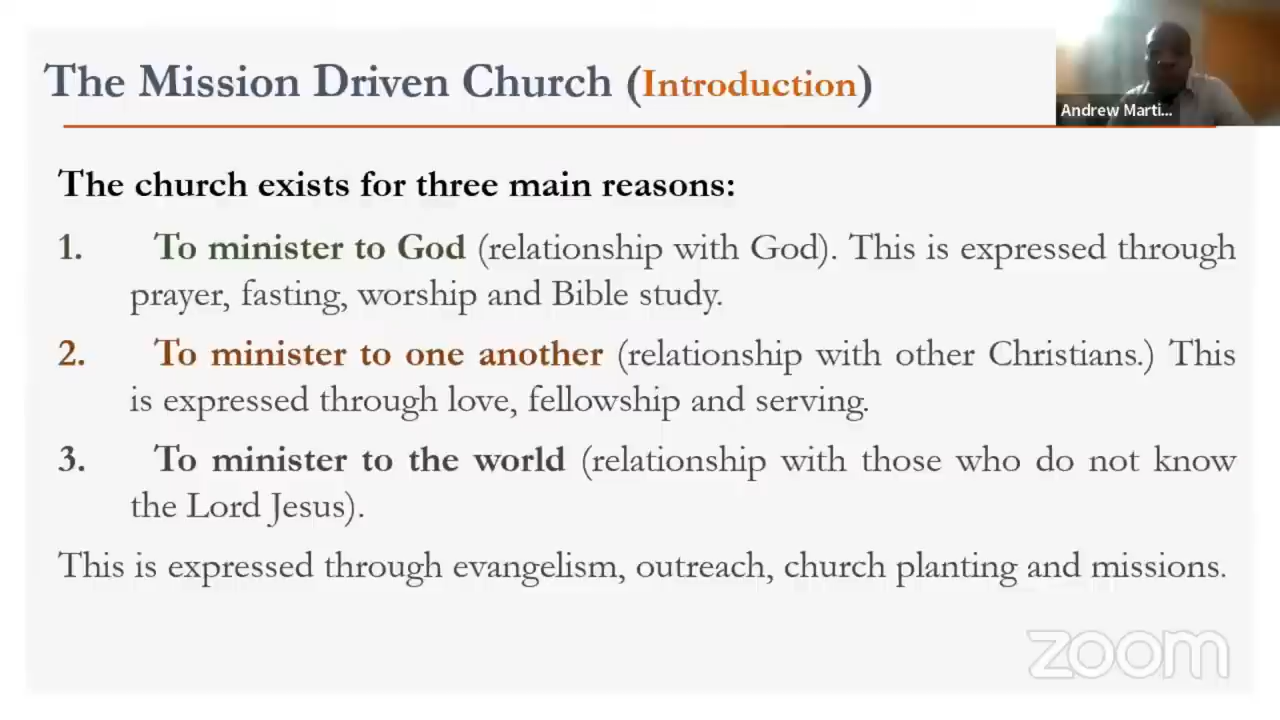 The Mission Driven Church (Introduction)
Andrew Marti...
The church exists for three main reasons:
1. To minister to God (relationship with God). This is expressed through
prayer, fasting, worship and Bible study.
2. To minister to one another (relationship with other Christians.) This
is expressed through love, fellowship and serving.
3. To minister to the world (relationship with those who do not know
the Lord Jesus).
This is expressed through evangelism, outreach, church planting and missions.
zoom